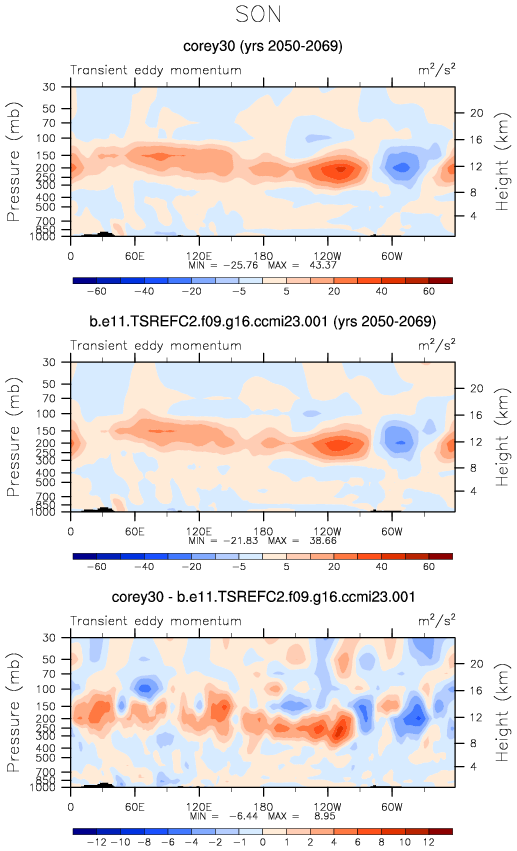 SON
corey30 (yrs 2050-2069)
Transient eddy momentum m²/s²
30
50
70
100
150
200
250
300
400
500
700
850
1000
Pressure (mb)
20
16
12
8
4
Height (km)
0 60E 120E 180 120W 60W
MIN = -25.76 MAX = 43.37
-60 -40 -20 -5 5 20 40 60
b.e11.TSREFC2.f09.g16.ccmi23.001 (yrs 2050-2069)
Transient eddy momentum m²/s²
30
50
70
100
150
200
250
300
400
500
700
850
1000
Pressure (mb)
20
16
12
8
4
Height (km)
0 60E 120E 180 120W 60W
MIN = -21.83 MAX = 38.66
-60 -40 -20 -5 5 20 40 60
corey30 - b.e11.TSREFC2.f09.g16.ccmi23.001
Transient eddy momentum m²/s²
30
50
70
100
150
200
250
300
400
500
700
850
1000
Pressure (mb)
20
16
12
8
4
Height (km)
0 60E 120E 180 120W 60W
MIN = -6.44 MAX = 8.95
-12 -10 -8 -6 -4 -2 -1 0 1 2 4 6 8 10 12